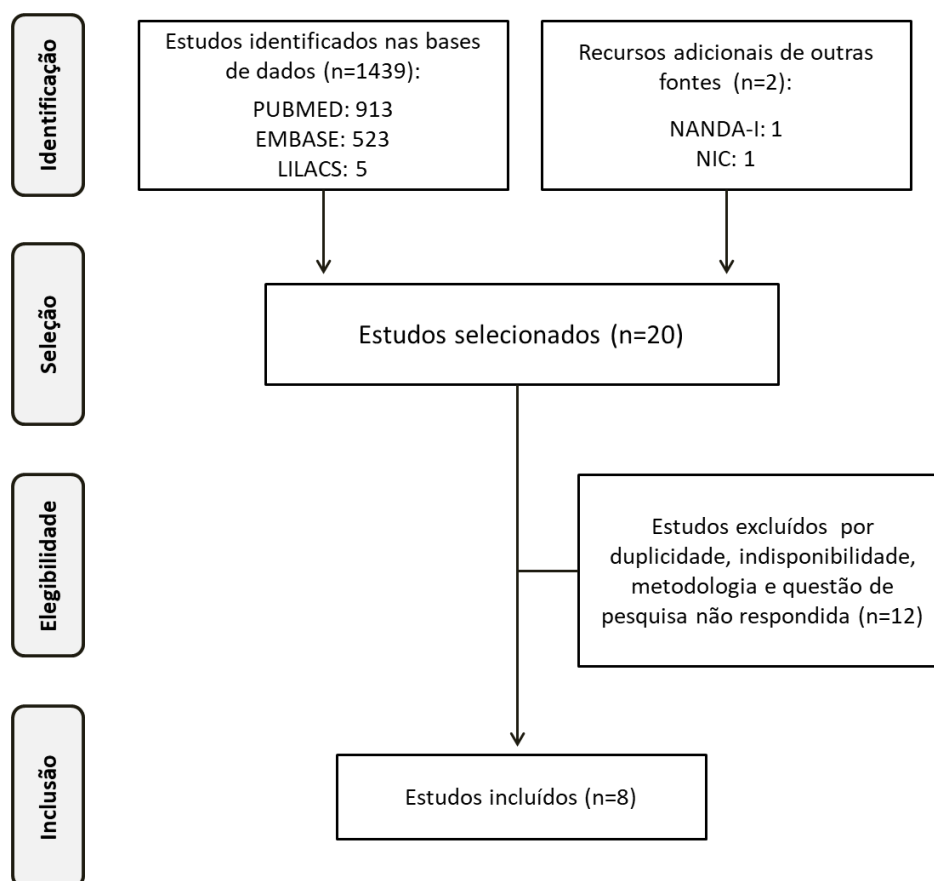 Identificação
Estudos identificados nas bases
de dados (n=1439):
PUBMED: 913
EMBASE: 523
LILACS: 5
Recursos adicionais de outras
fontes (n=2):
NANDA-I: 1
NIC: 1
Seleção
Estudos selecionados (n=20)
Elegibilidade
Estudos excluídos por
duplicidade, indisponibilidade,
metodologia e questão de
pesquisa não respondida (n=12)
Inclusão
Estudos incluídos (n=8)